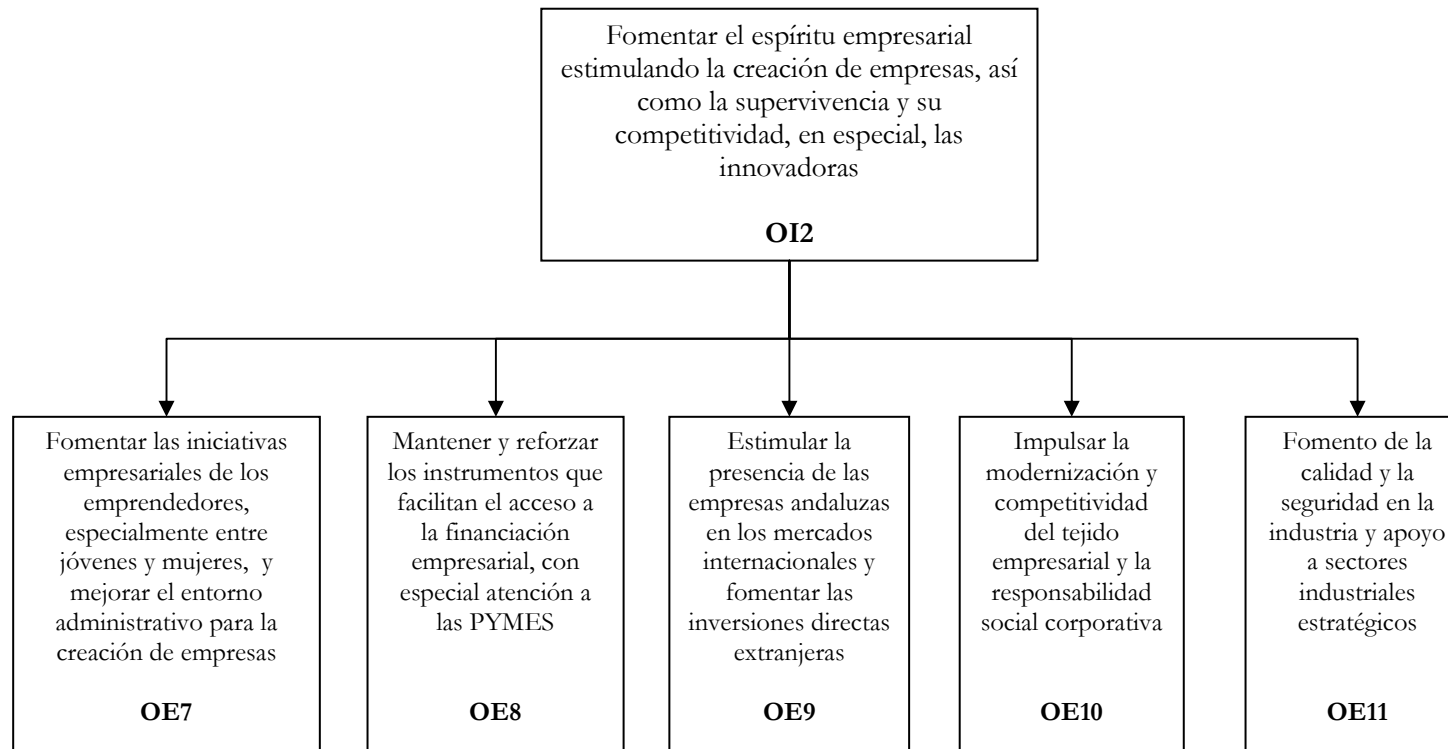 Fomentar el espíritu empresarial
estimulando la creación de empresas, así
como la supervivencia y su
competitividad, en especial, las
innovadoras
OI2
Fomentar las iniciativas
empresariales de los
emprendedores,
especialmente entre
jóvenes y mujeres, y
mejorar el entorno
administrativo para la
creación de empresas
OE7
Mantener y reforzar
los instrumentos que
facilitan el acceso a
la financiación
empresarial, con
especial atención a
las PYMES
OE8
Estimular la
presencia de las
empresas andaluzas
en los mercados
internacionales y
fomentar las
inversiones directas
extranjeras
OE9
Impulsar la
modernización y
competitividad
del tejido
empresarial y la
responsabilidad
social corporativa
OE10
Fomento de la
calidad y la
seguridad en la
industria y apoyo
a sectores
industriales
estratégicos
OE11